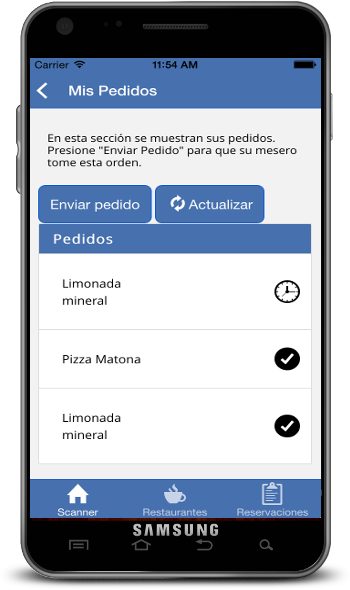 Carrier 11:54 AM
Mis Pedidos
En esta sección se muestran sus pedidos.
Presione "Enviar Pedido" para que su mesero
tome esta orden.
Enviar pedido Actualizar
Pedidos
Limonada
mineral
Pizza Matona
Limonada
mineral
Scanner Restaurantes Reservaciones
SAMSUNG